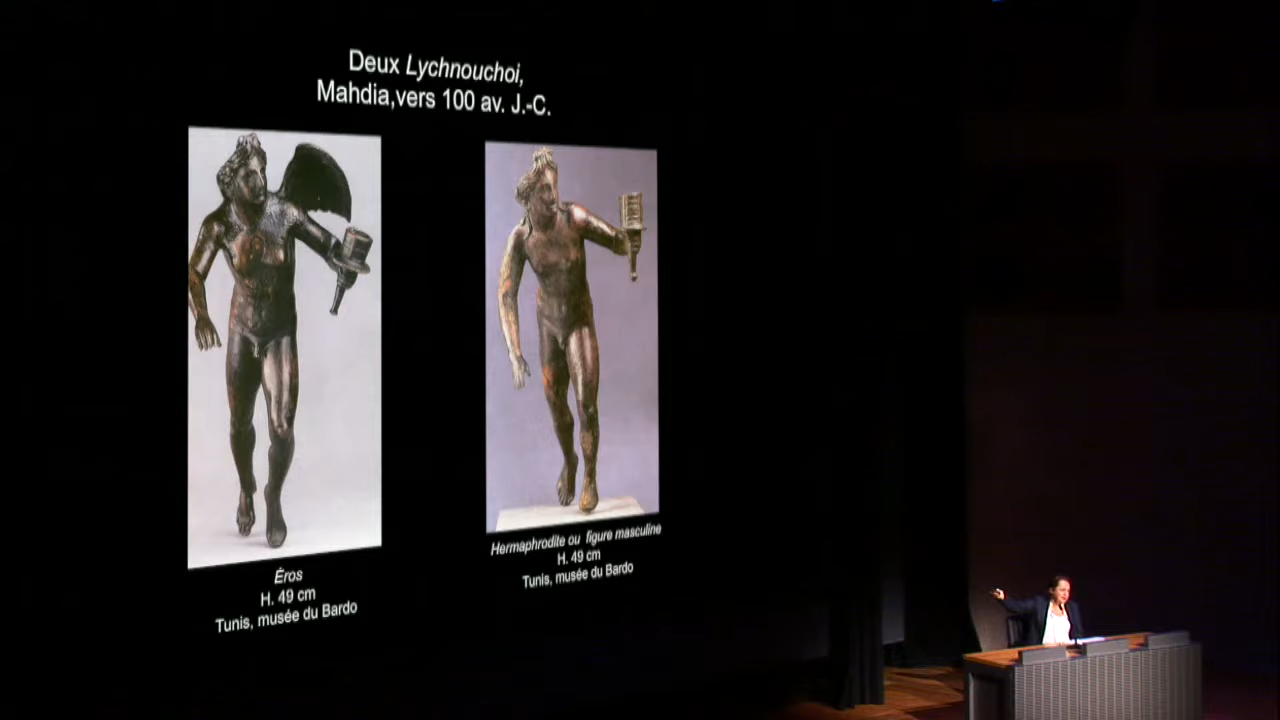 Deux Lychnouchoi,
Mahdia,vers 100 av. J.-C.
Éros
H. 49 cm
Tunis, musée du Bardo
Hermaphrodite ou figure masculine
H. 49 cm
Tunis, musée du Bardo